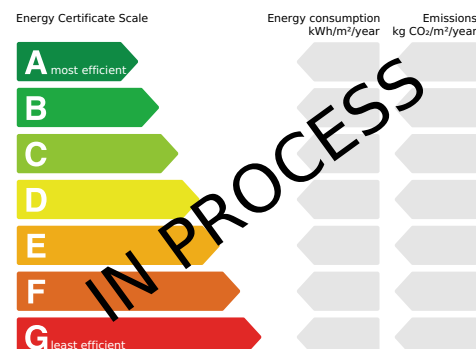 Energy Certificate Scale
Energy consumption
kWh/m²/year
Emissions
kg CO₂/m²/year
A most efficient
B
C
D
E
F
G least efficient
IN PROCESS